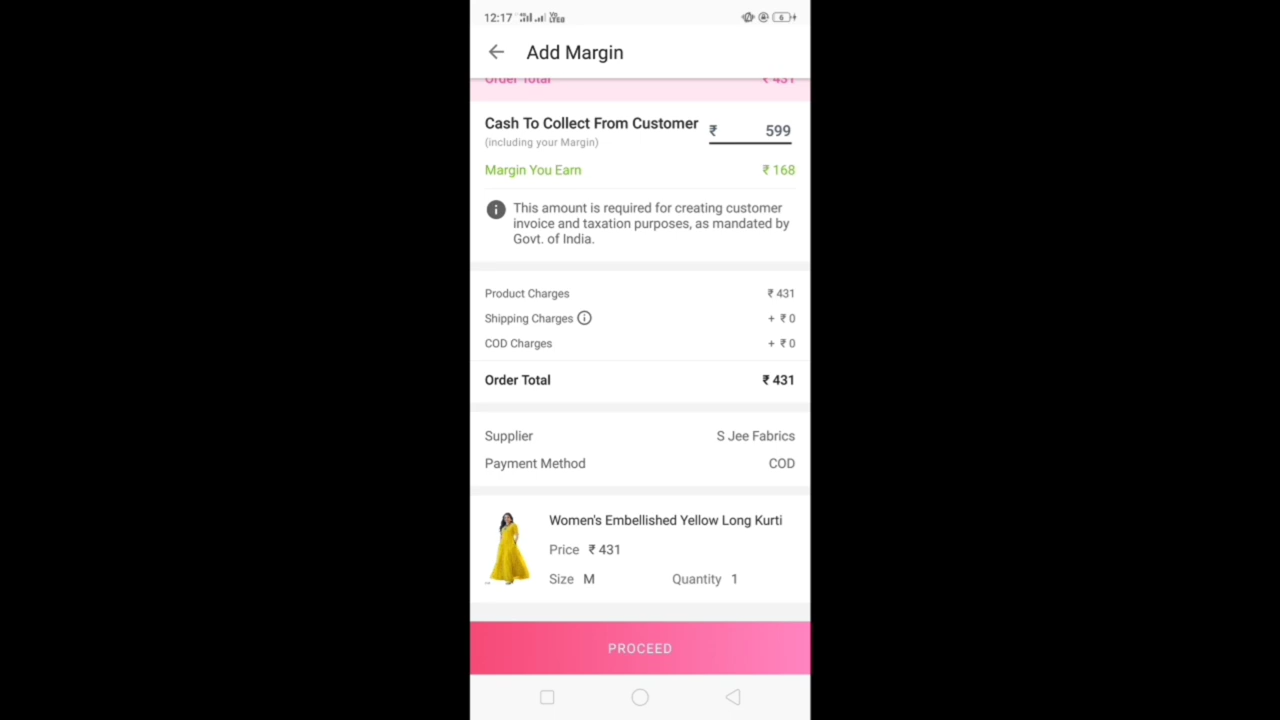 12:17
Add Margin
Order Total ₹ 431
Cash To Collect From Customer ₹ 599
(including your Margin)
Margin You Earn ₹ 168
This amount is required for creating customer
invoice and taxation purposes, as mandated by
Govt. of India.
Product Charges ₹ 431
Shipping Charges + ₹ 0
COD Charges + ₹ 0
Order Total ₹ 431
Supplier S Jee Fabrics
Payment Method COD
Women's Embellished Yellow Long Kurti
Price ₹ 431
Size M Quantity 1
PROCEED